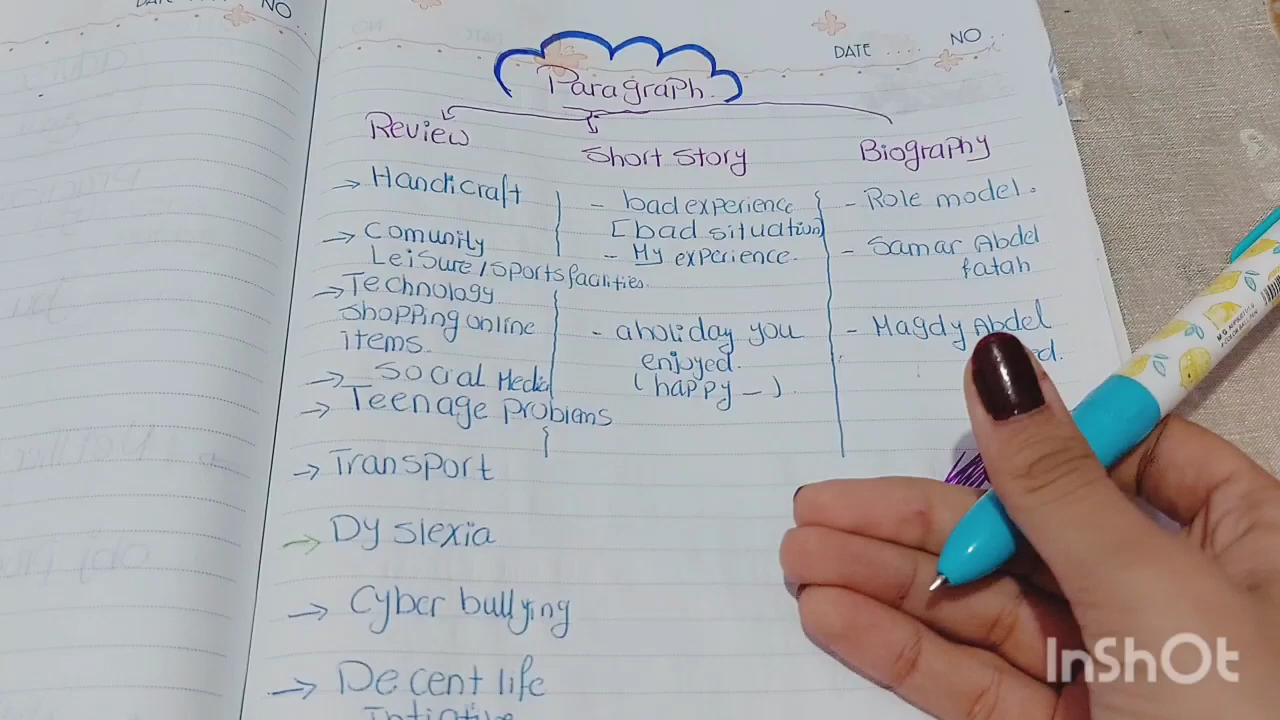 NO
DATE .... NO ..
Paragraph.
Review
Short Story
Biography
→ Handicraft
→ Comunity
Leisure / Sports facilities.
→ Technology
Shopping online
items.
→ Social Media
→ Teenage problems
→ Transport
→ Dyslexia
→ Cyber bullying
→ Decent life
- bad experience
[bad situation]
- My experience.
- a holiday you
enjoyed.
(happy _).
- Role model.
- Samar Abdel
fatah
- Magdy Abdel
ed.
InShOt